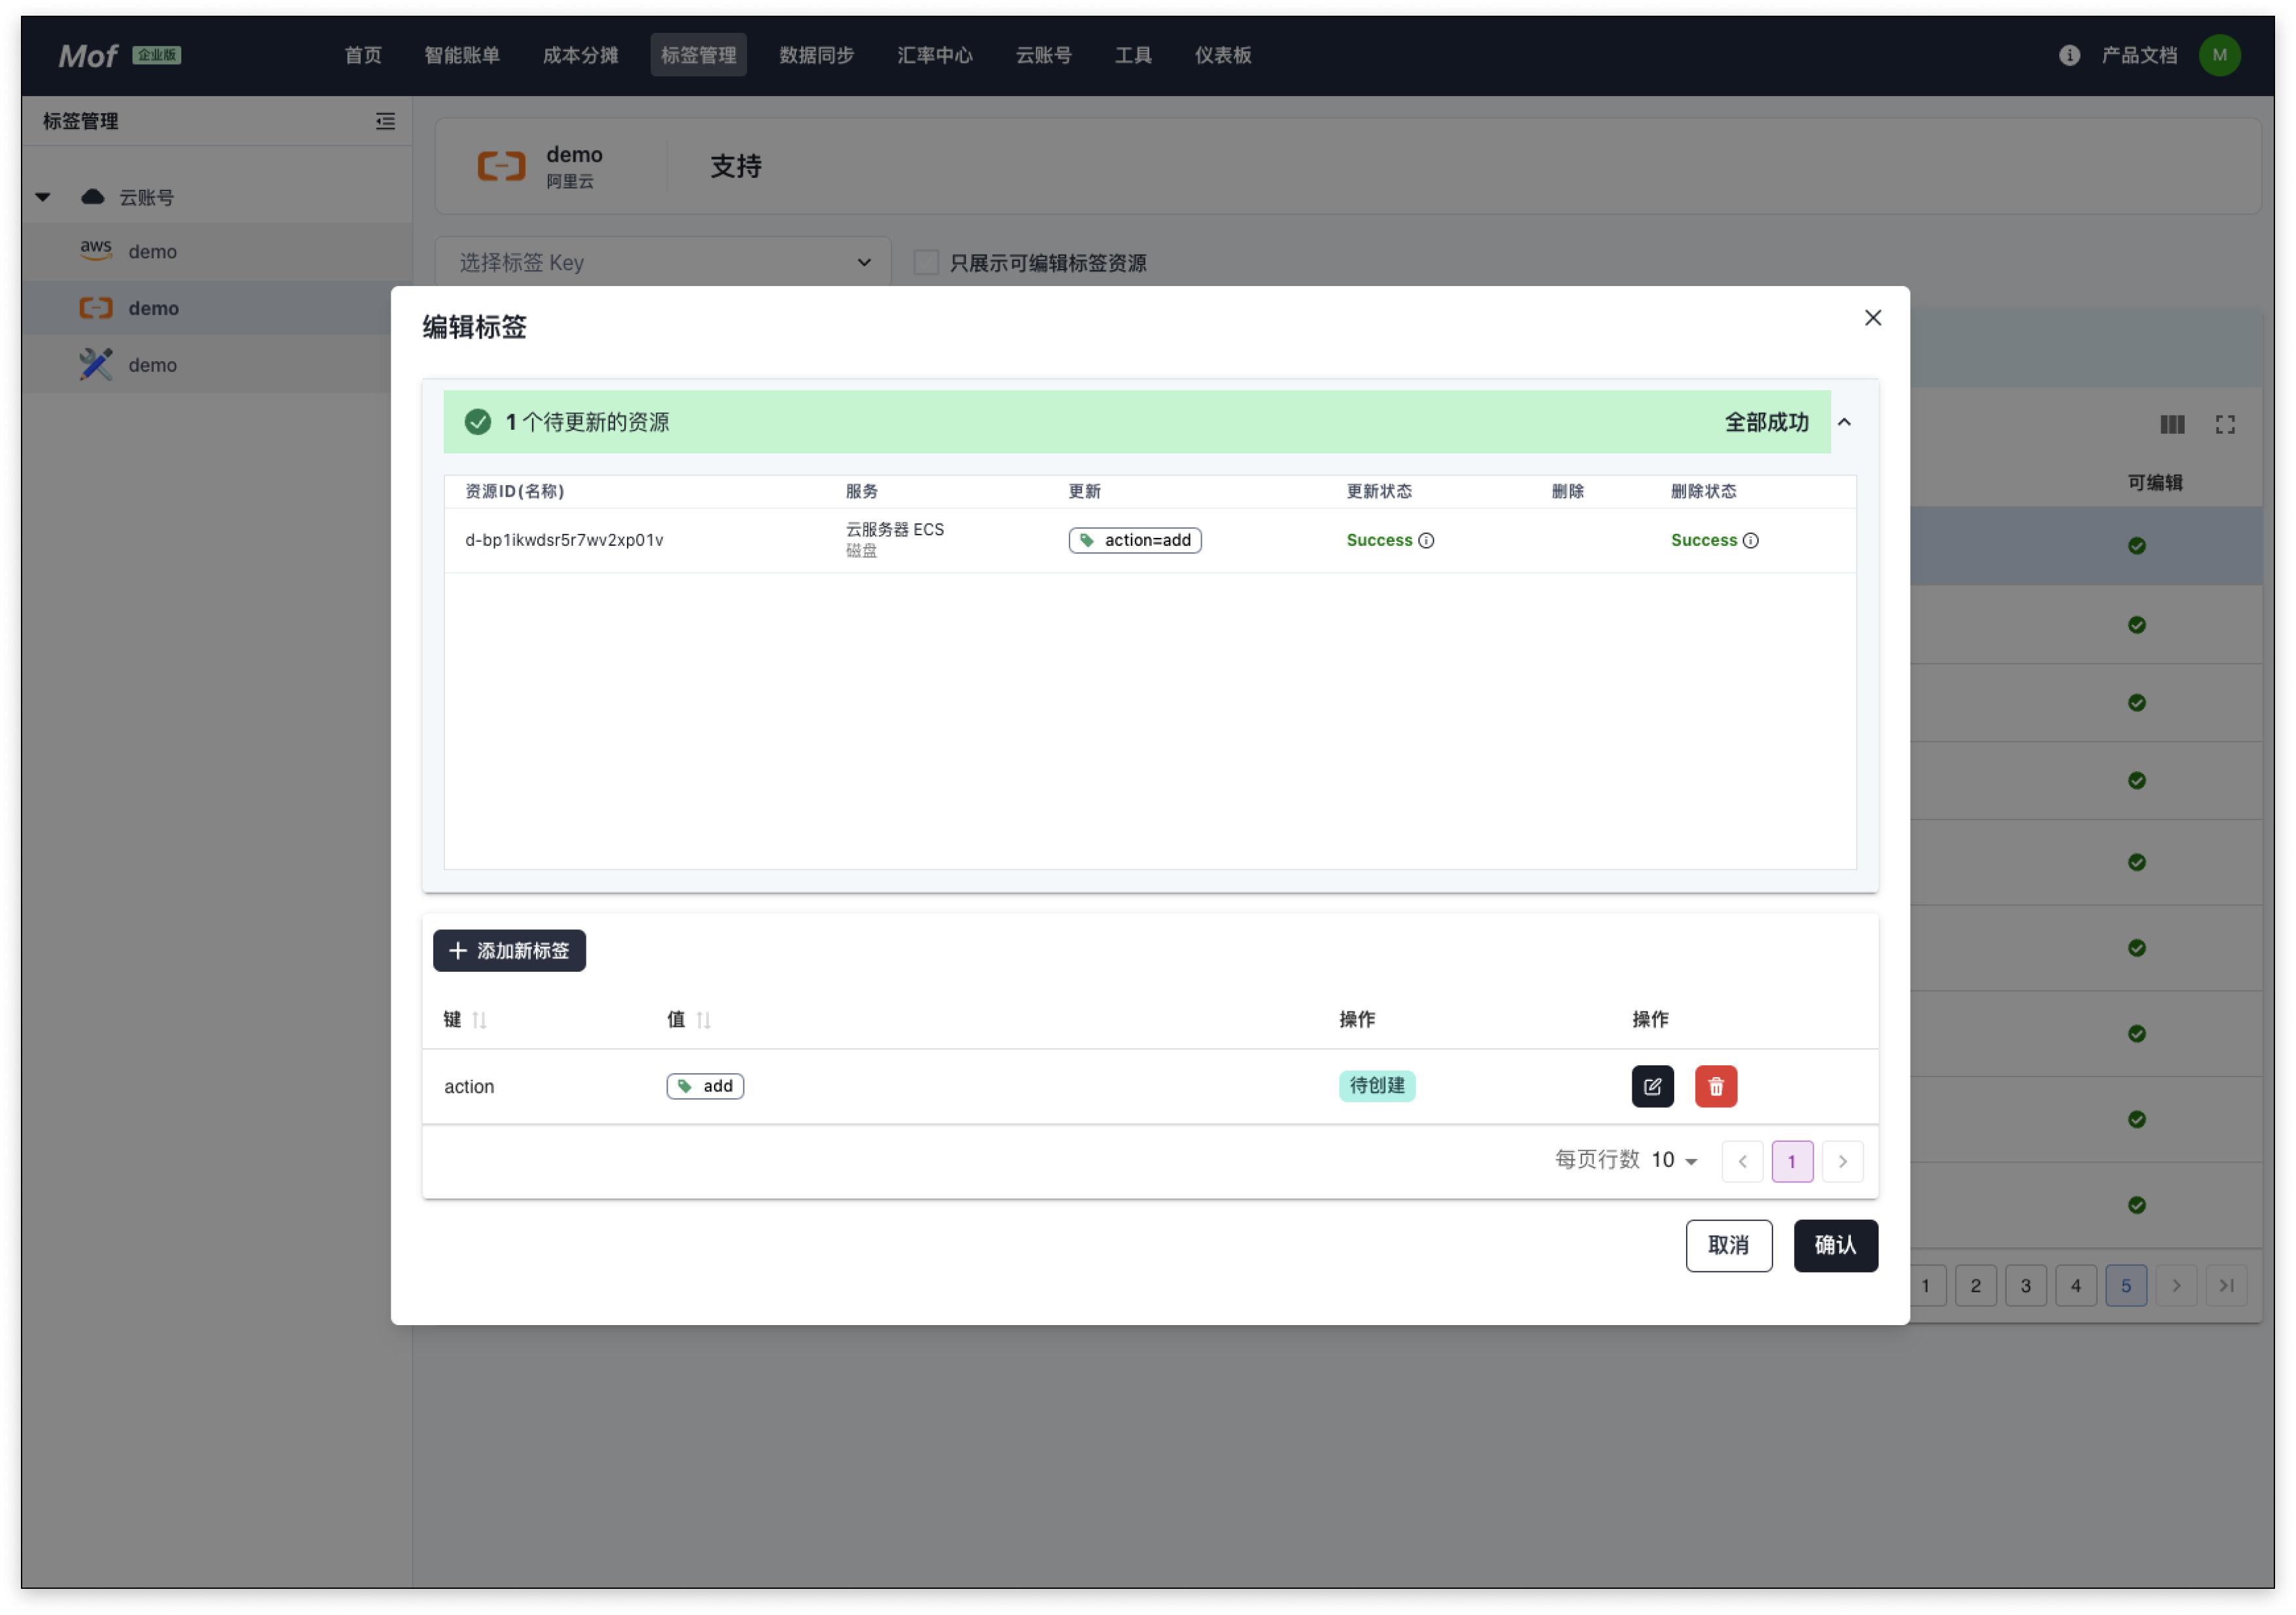 Mof 企业版 首页 智能账单 成本分摊 标签管理 数据同步 汇率中心 云账号 工具 仪表板 产品文档 M
标签管理
云账号
aws demo
demo
demo
demo
阿里云
支持
选择标签 Key
只展示可编辑标签资源
可编辑
编辑标签
1 个待更新的资源 全部成功
资源ID(名称) 服务 更新 更新状态 删除 删除状态
d-bp1ikwdsr5r7wv2xp01v 云服务器 ECS action=add Success Success
磁盘
添加新标签
键 值 操作 操作
action add 待创建
每页行数 10 1
取消 确认
1 2 3 4 5